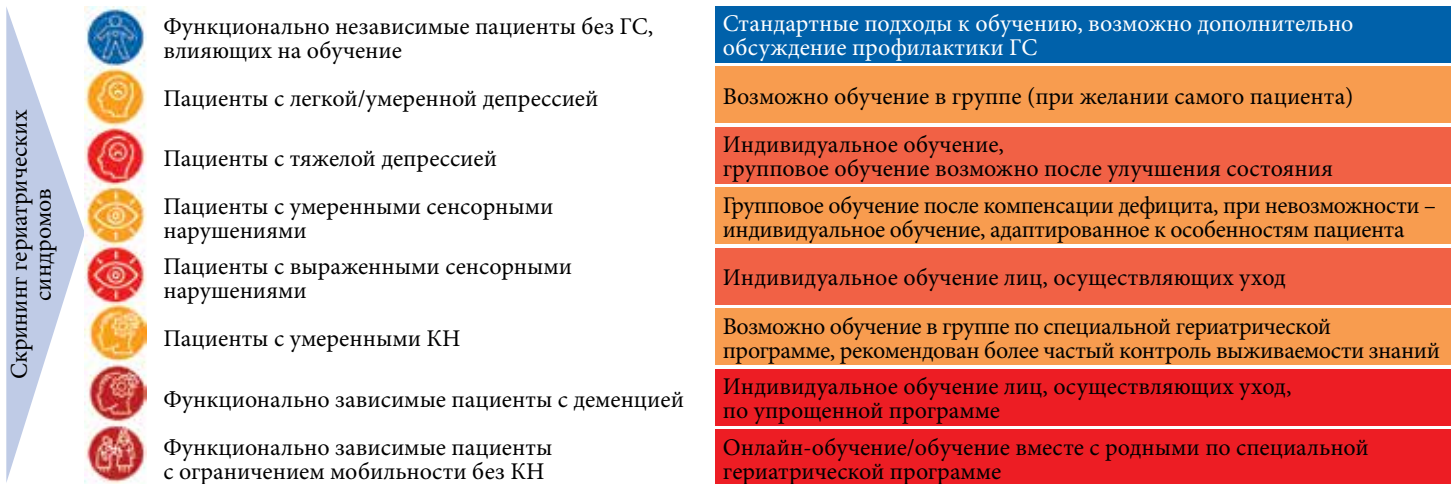 Скрининг гериатрических
синдромов
Функционально независимые пациенты без ГС,
влияющих на обучение
Стандартные подходы к обучению, возможно дополнительно
обсуждение профилактики ГС
Пациенты с легкой/умеренной депрессией
Возможно обучение в группе (при желании самого пациента)
Пациенты с тяжелой депрессией
Индивидуальное обучение,
групповое обучение возможно после улучшения состояния
Пациенты с умеренными сенсорными
нарушениями
Групповое обучение после компенсации дефицита, при невозможности –
индивидуальное обучение, адаптированное к особенностям пациента
Пациенты с выраженными сенсорными
нарушениями
Индивидуальное обучение лиц, осуществляющих уход
Пациенты с умеренными КН
Возможно обучение в группе по специальной гериатрической
программе, рекомендован более частый контроль выживаемости знаний
Функционально зависимые пациенты с деменцией
Индивидуальное обучение лиц, осуществляющих уход,
по упрощенной программе
Функционально зависимые пациенты
с ограничением мобильности без КН
Онлайн-обучение/обучение вместе с родными по специальной
гериатрической программе